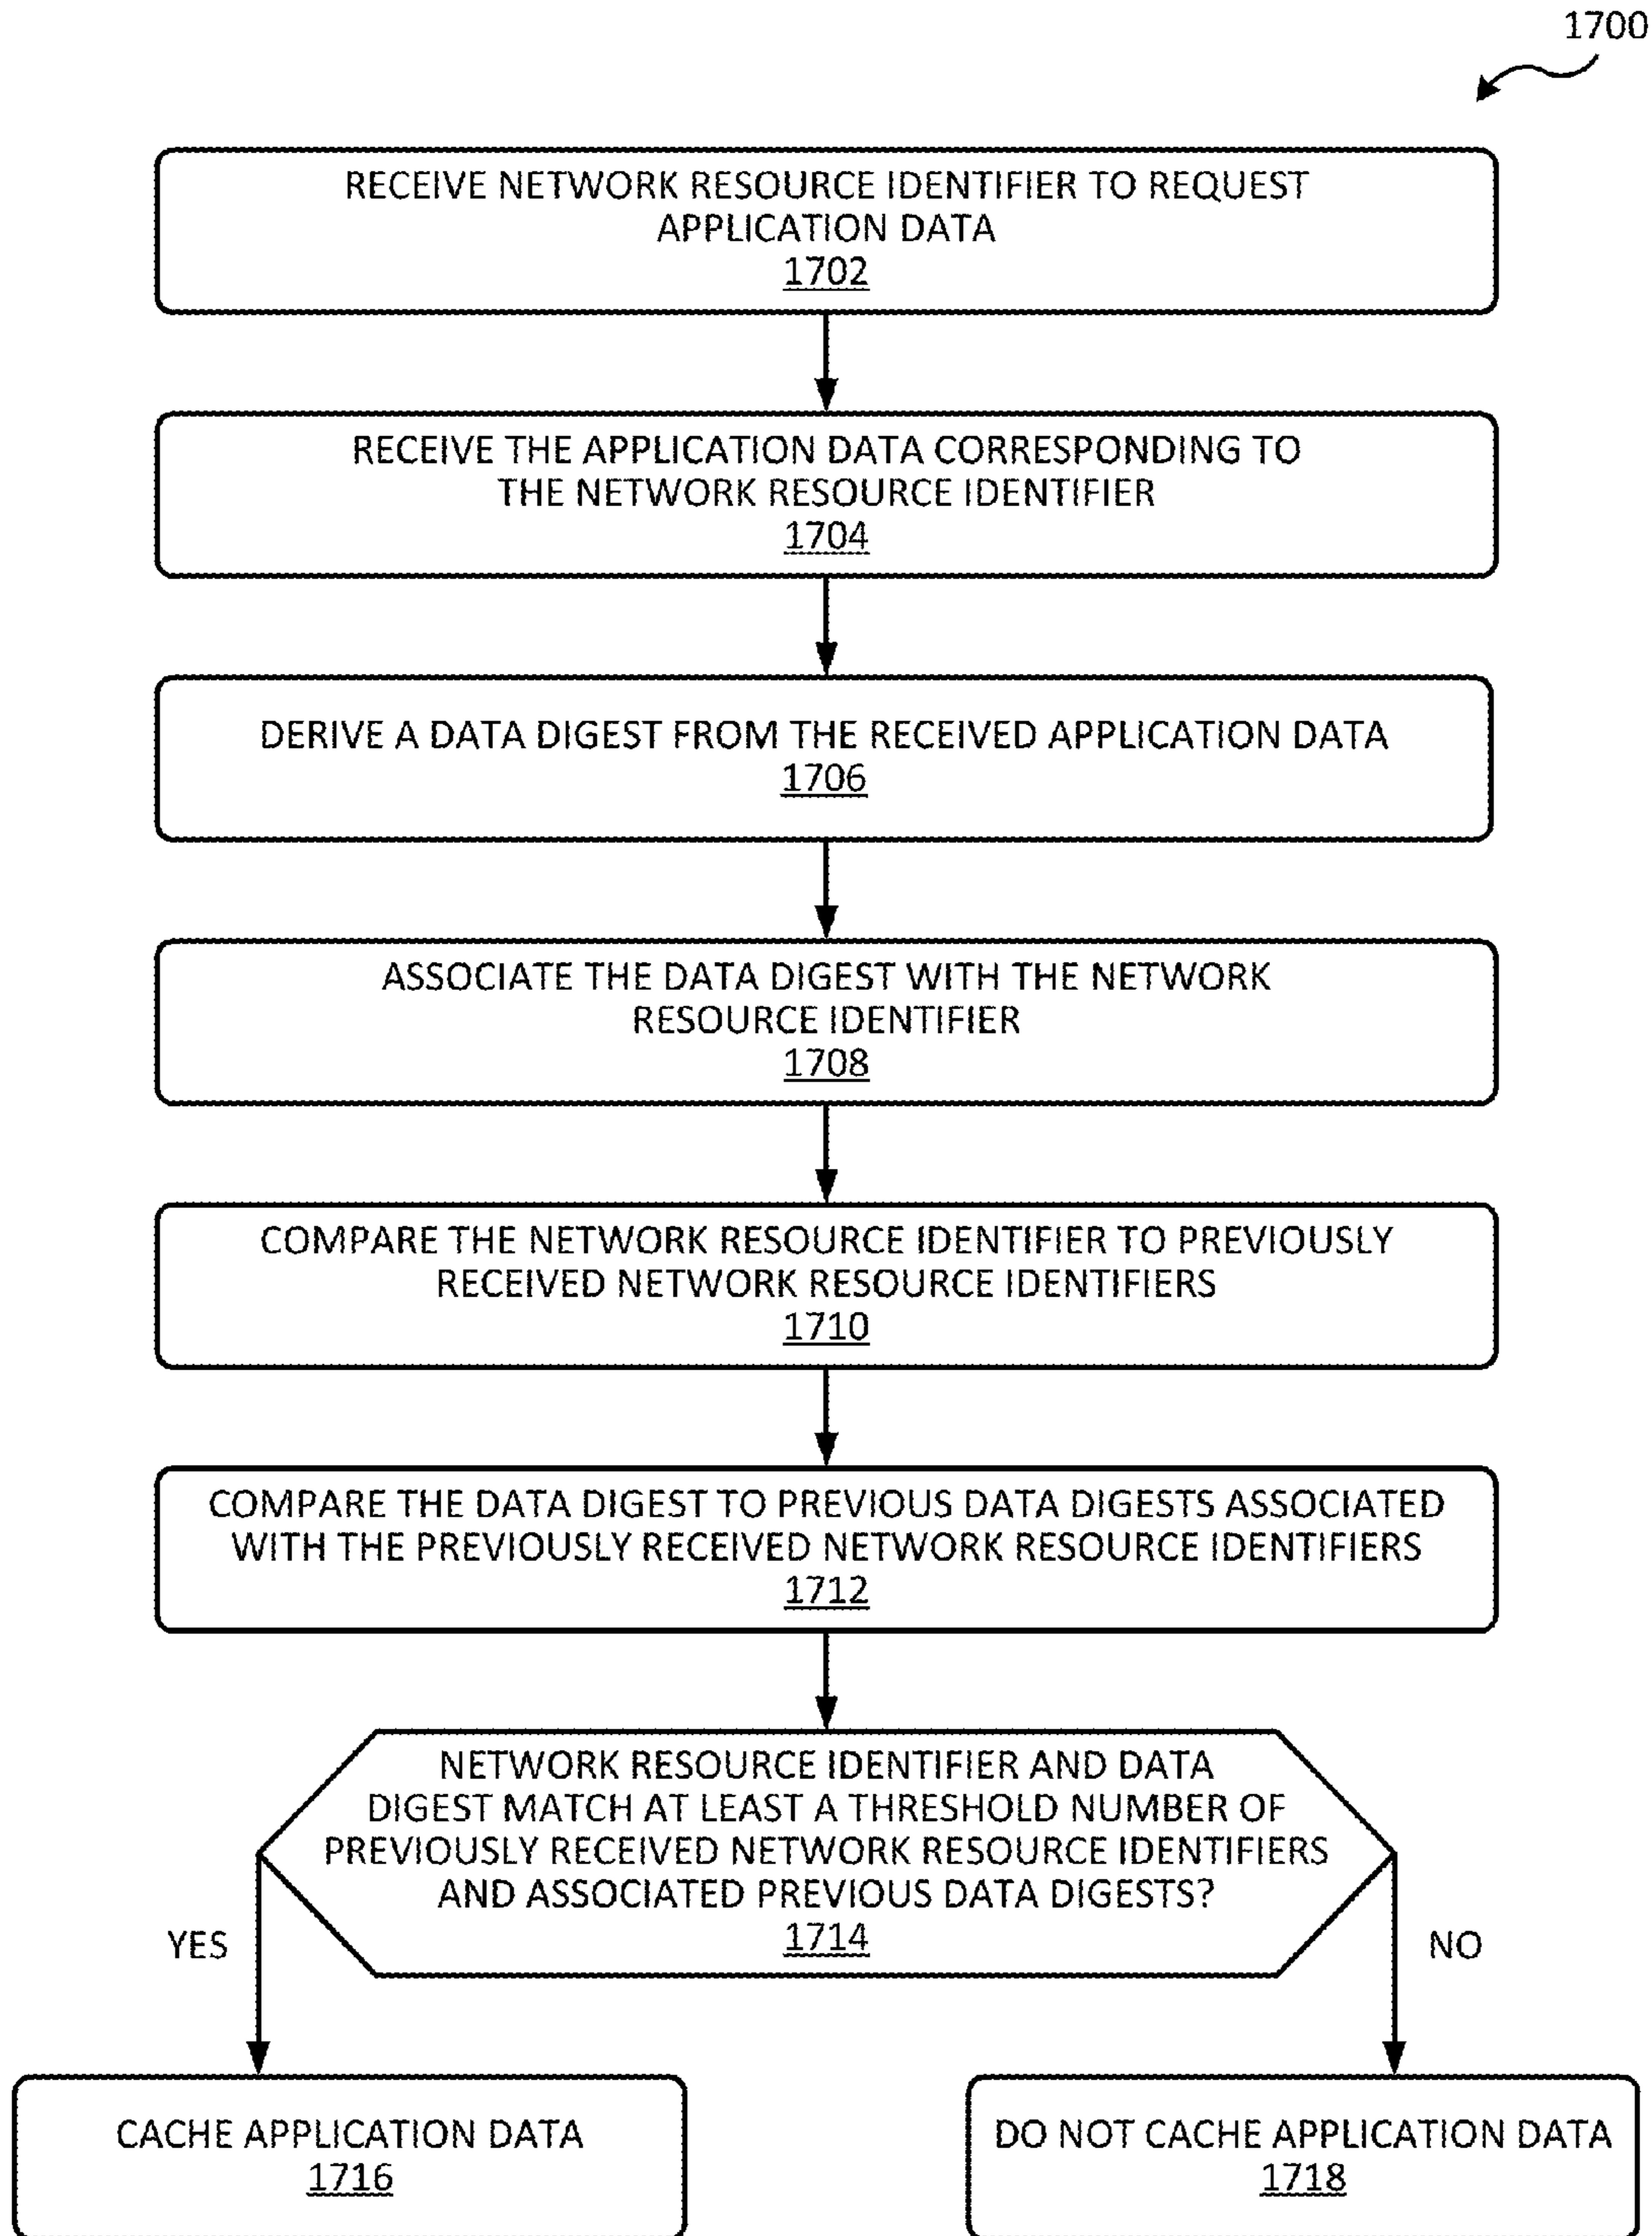 1700
RECEIVE NETWORK RESOURCE IDENTIFIER TO REQUEST
APPLICATION DATA
1702
RECEIVE THE APPLICATION DATA CORRESPONDING TO
THE NETWORK RESOURCE IDENTIFIER
1704
DERIVE A DATA DIGEST FROM THE RECEIVED APPLICATION DATA
1706
ASSOCIATE THE DATA DIGEST WITH THE NETWORK
RESOURCE IDENTIFIER
1708
COMPARE THE NETWORK RESOURCE IDENTIFIER TO PREVIOUSLY
RECEIVED NETWORK RESOURCE IDENTIFIERS
1710
COMPARE THE DATA DIGEST TO PREVIOUS DATA DIGESTS ASSOCIATED
WITH THE PREVIOUSLY RECEIVED NETWORK RESOURCE IDENTIFIERS
1712
NETWORK RESOURCE IDENTIFIER AND DATA
DIGEST MATCH AT LEAST A THRESHOLD NUMBER OF
PREVIOUSLY RECEIVED NETWORK RESOURCE IDENTIFIERS
AND ASSOCIATED PREVIOUS DATA DIGESTS?
1714
YES
NO
CACHE APPLICATION DATA
1716
DO NOT CACHE APPLICATION DATA
1718